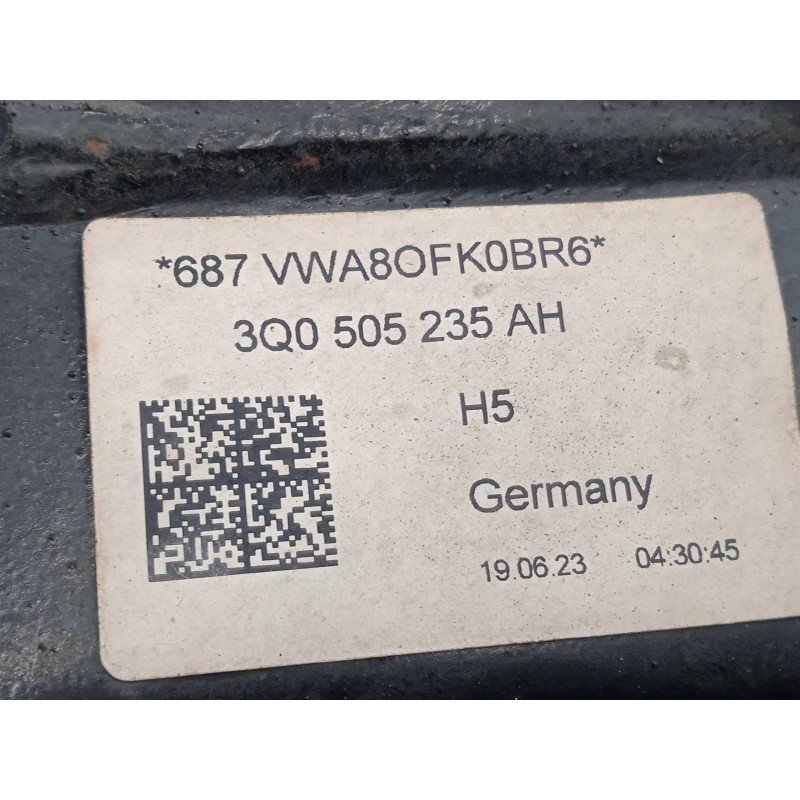 *687 VWA8OFK0BR6*
3Q0 505 235 AH
H5
Germany
19.06.23 04:30:45